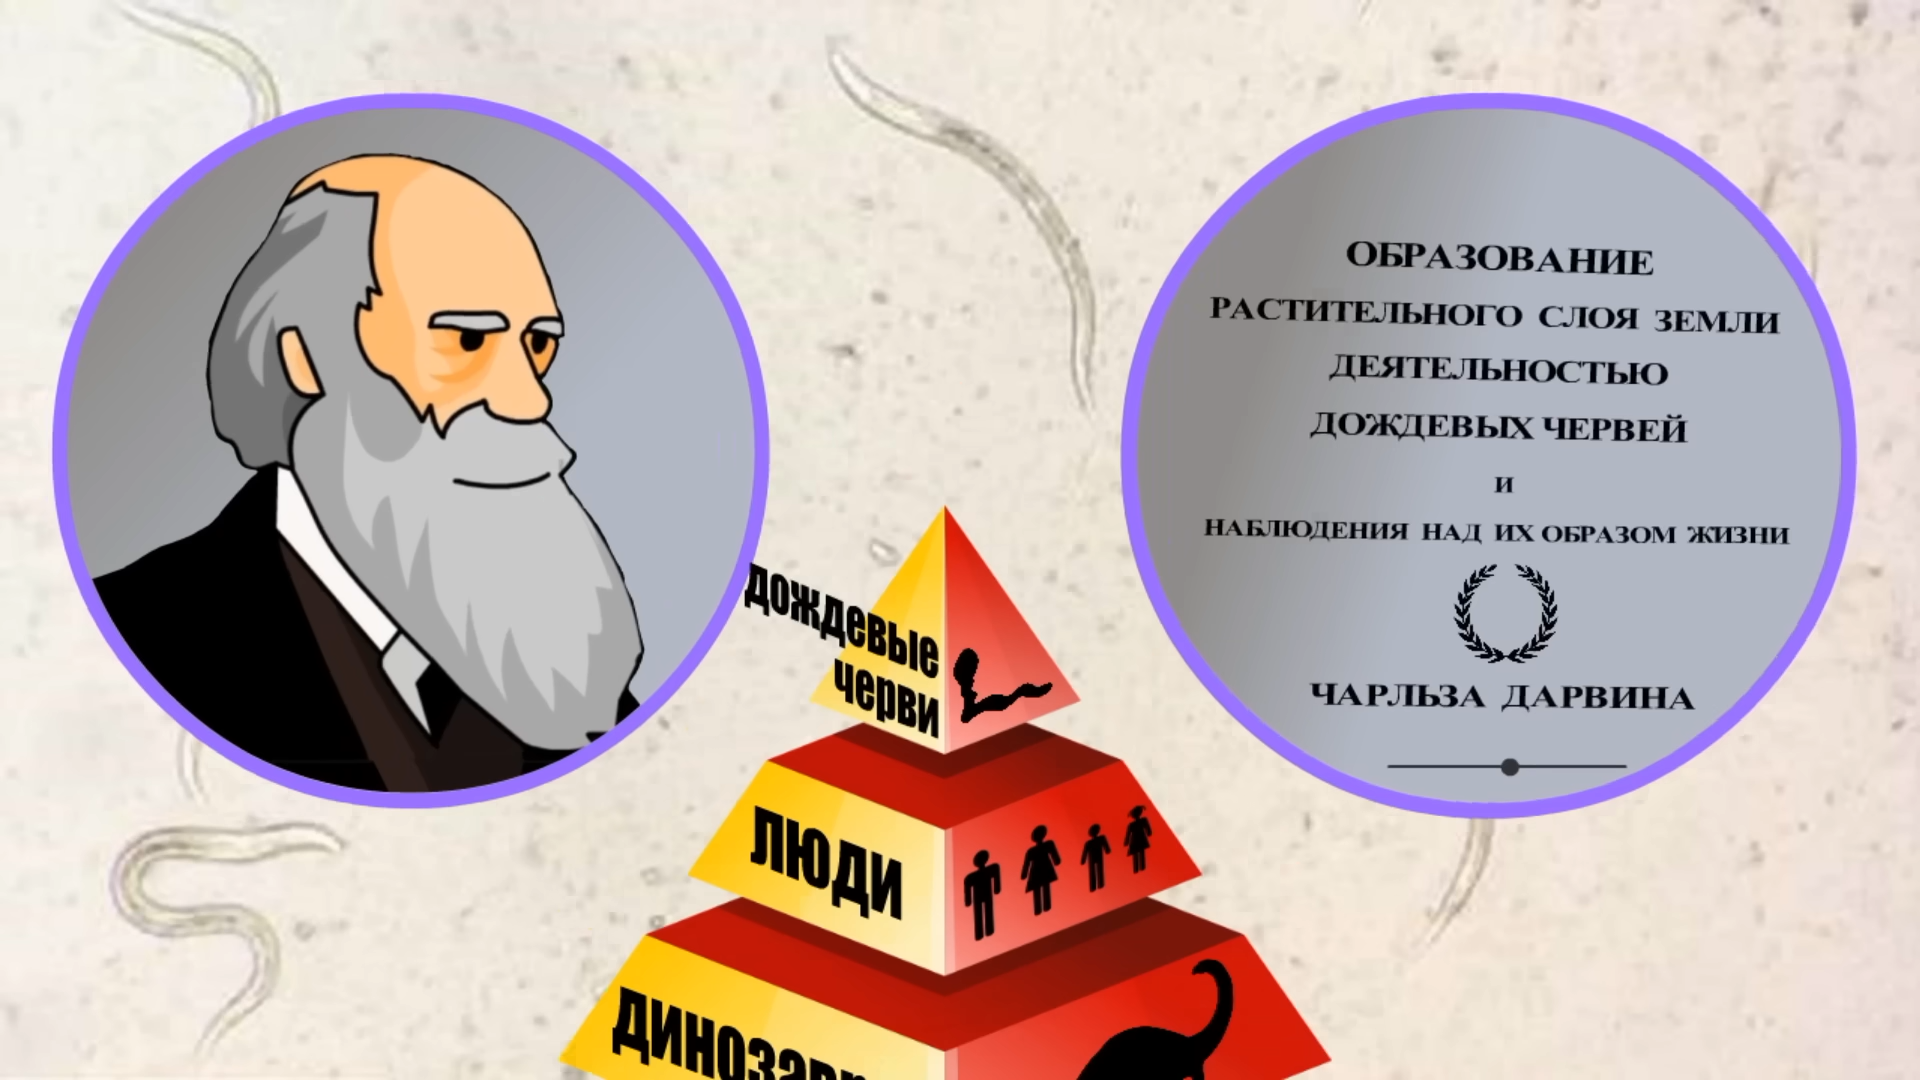 ОБРАЗОВАНИЕ
РАСТИТЕЛЬНОГО СЛОЯ ЗЕМЛИ
ДЕЯТЕЛЬНОСТЬЮ
ДОЖДЕВЫХ ЧЕРВЕЙ
И
НАБЛЮДЕНИЯ НАД ИХ ОБРАЗОМ ЖИЗНИ
ЧАРЛЬЗА ДАРВИНА
дождевые
черви
люди